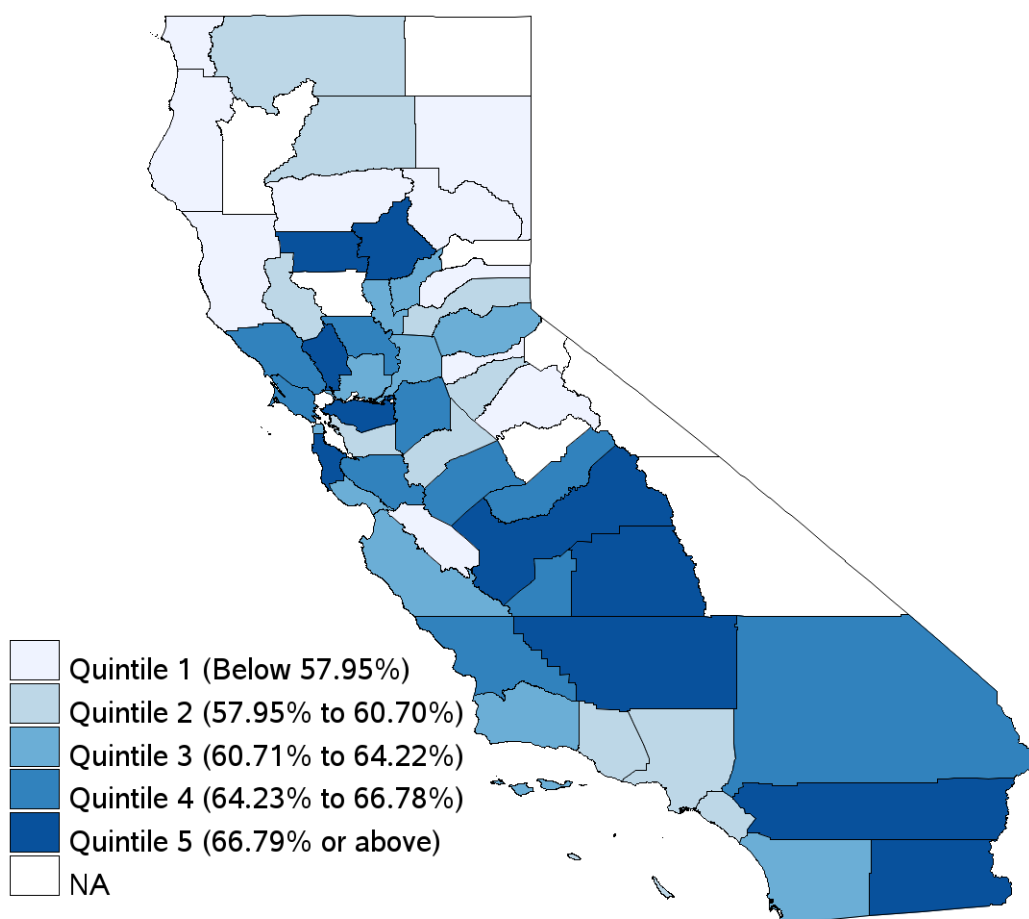 Quintile 1 (Below 57.95%)
Quintile 2 (57.95% to 60.70%)
Quintile 3 (60.71% to 64.22%)
Quintile 4 (64.23% to 66.78%)
Quintile 5 (66.79% or above)
NA